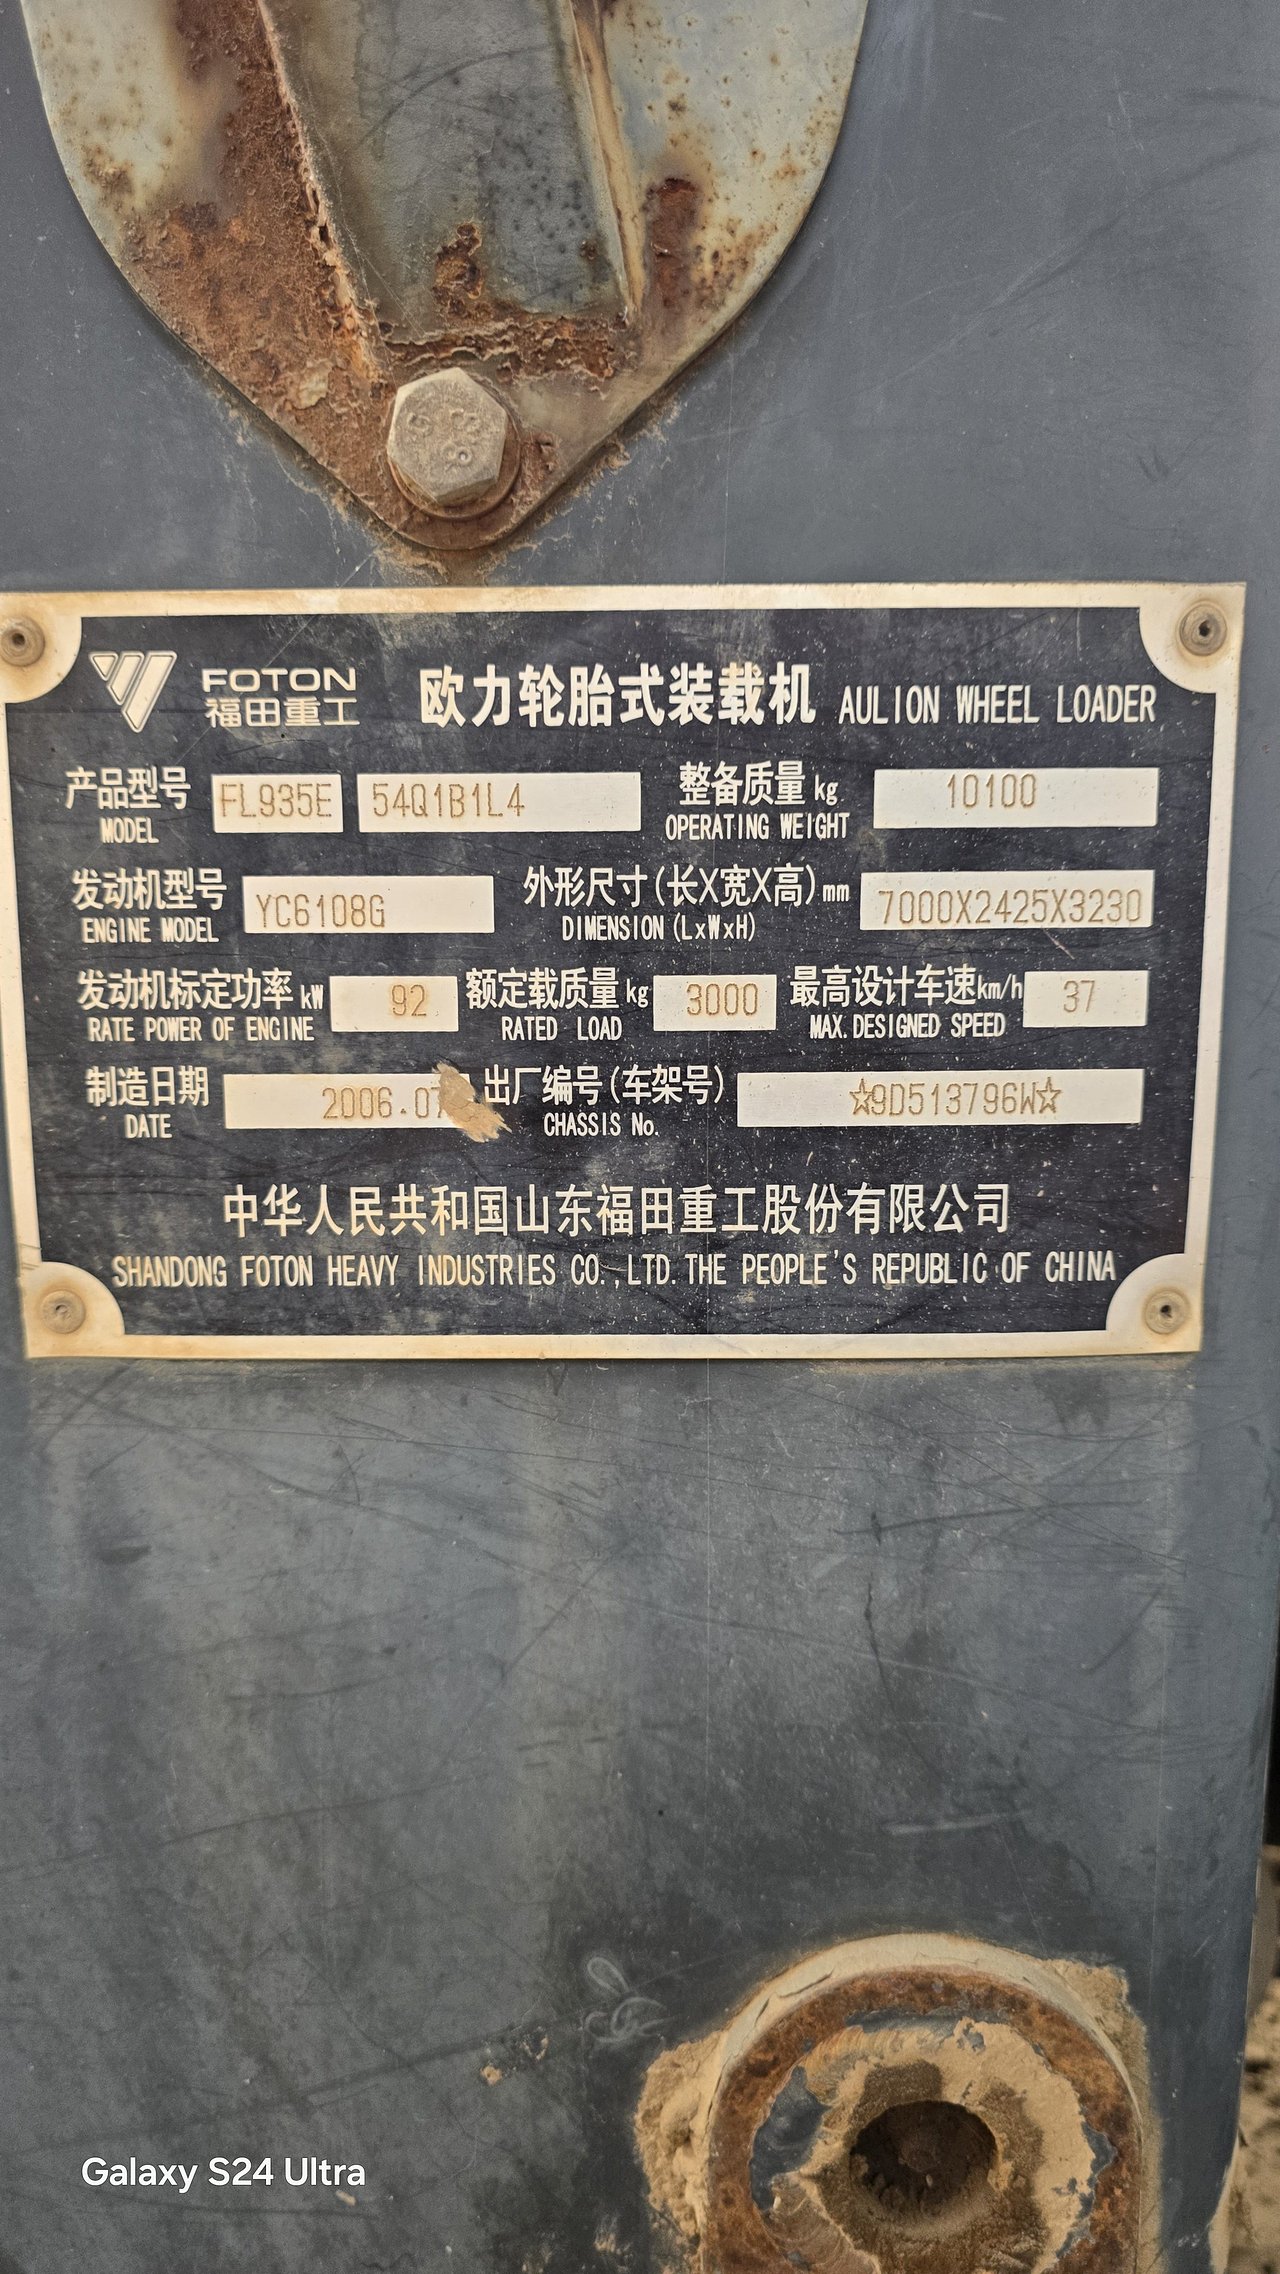 FOTON
福田重工
欧力轮胎式装载机 AULION WHEEL LOADER
产品型号 FL935E 54Q1B1L4 整备质量 kg 10100
MODEL OPERATING WEIGHT
发动机型号 YC6108G 外形尺寸(长X宽X高)mm 7000X2425X3230
ENGINE MODEL DIMENSION (LxWxH)
发动机标定功率 kW 92 额定载质量 kg 3000 最高设计车速km/h 37
RATE POWER OF ENGINE RATED LOAD MAX.DESIGNED SPEED
制造日期 2006.07 出厂编号(车架号) ☆9D513796W☆
DATE CHASSIS No.
中华人民共和国山东福田重工股份有限公司
SHANDONG FOTON HEAVY INDUSTRIES CO.,LTD.THE PEOPLE'S REPUBLIC OF CHINA
Galaxy S24 Ultra